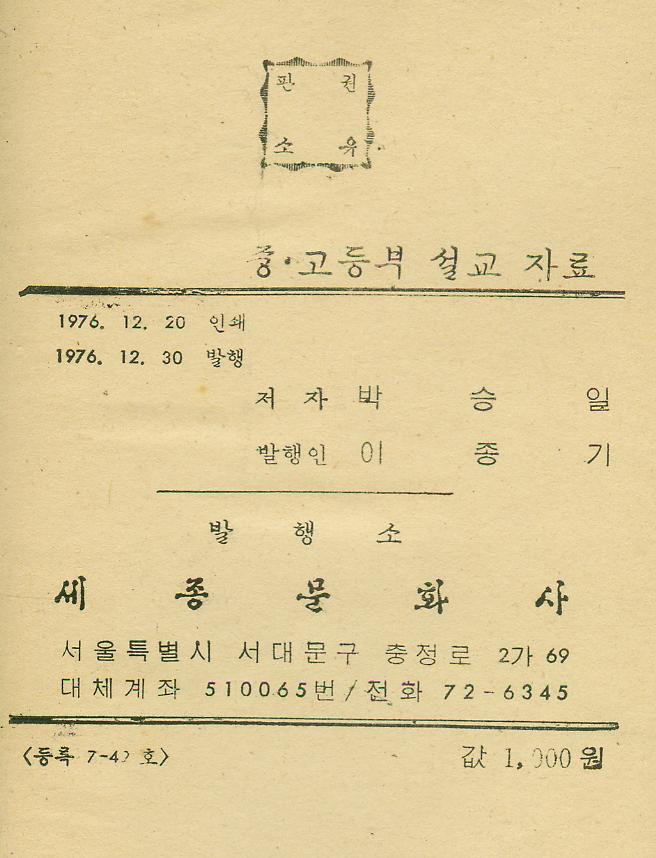 판권
소유
중·고등부 설교 자료
1976. 12. 20 인쇄
1976. 12. 30 발행
저 자 박 승 일
발행인 이 종 기
발 행 소
세 종 문 화 사
서울특별시 서대문구 충정로 2가 69
대체계좌 510065번/전화 72-6345
<등록 호>
값 1,000원